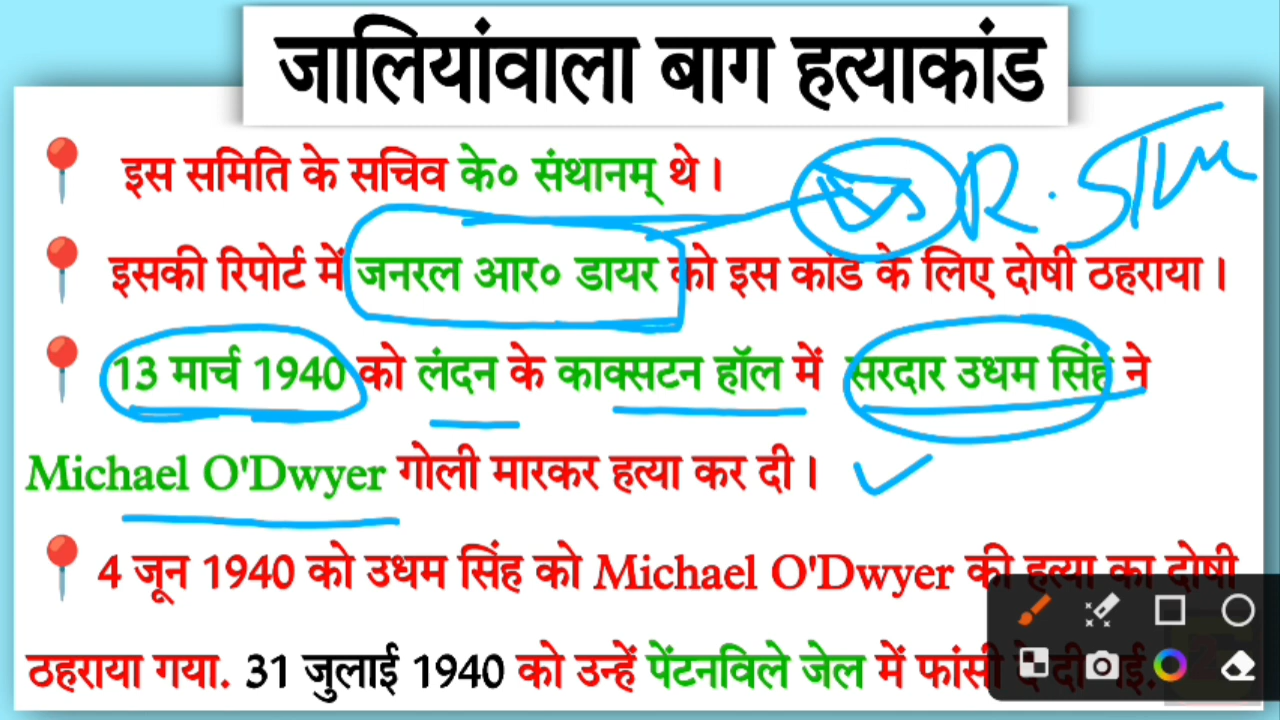 जालियांवाला बाग हत्याकांड
इस समिति के सचिव के० संथानम् थे।
इसकी रिपोर्ट में जनरल आर० डायर को इस कांड के लिए दोषी ठहराया।
13 मार्च 1940 को लंदन के काक्सटन हॉल में सरदार उधम सिंह ने
Michael O'Dwyer गोली मारकर हत्या कर दी।
4 जून 1940 को उधम सिंह को Michael O'Dwyer की हत्या का दोषी
ठहराया गया. 31 जुलाई 1940 को उन्हें पेंटनविले जेल में फांसी दे दी गई.